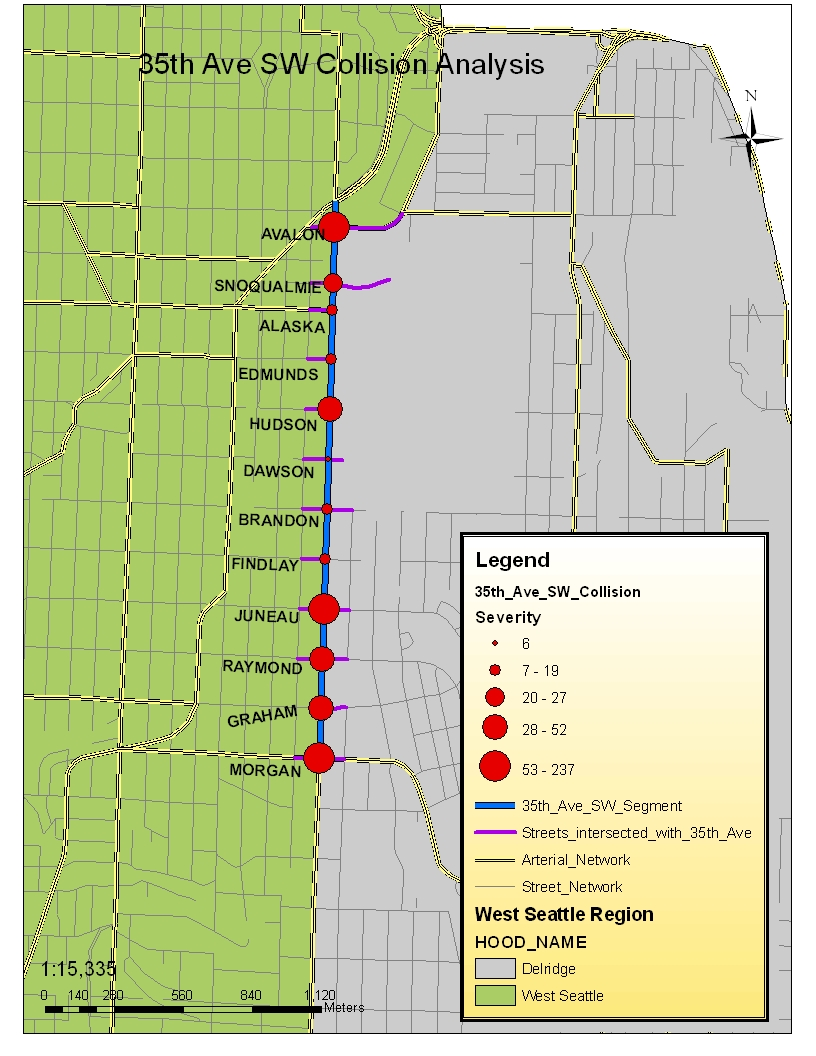 35th Ave SW Collision Analysis
N
AVALON
SNOQUALMIE
ALASKA
EDMUNDS
HUDSON
DAWSON
BRANDON
FINDLAY
JUNEAU
RAYMOND
GRAHAM
MORGAN
Legend
35th_Ave_SW_Collision
Severity
6
7 - 19
20 - 27
28 - 52
53 - 237
35th_Ave_SW_Segment
Streets_intersected_with_35th_Ave
Arterial_Network
Street_Network
West Seattle Region
HOOD_NAME
Delridge
West Seattle
1:15,335
0 140 280 560 840 1,120
Meters